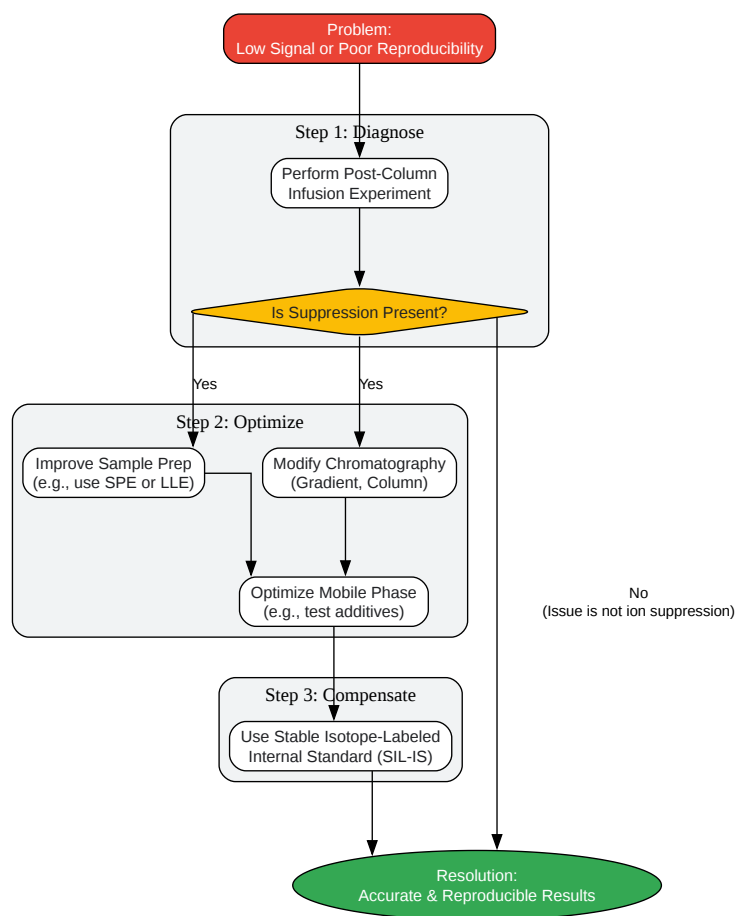 Problem:
Low Signal or Poor Reproducibility
Step 1: Diagnose
Perform Post-Column
Infusion Experiment
Is Suppression Present?
Yes
Yes
Step 2: Optimize
Improve Sample Prep
(e.g., use SPE or LLE)
Modify Chromatography
(Gradient, Column)
Optimize Mobile Phase
(e.g., test additives)
No
(Issue is not ion suppression)
Step 3: Compensate
Use Stable Isotope-Labeled
Internal Standard (SIL-IS)
Resolution:
Accurate & Reproducible Results